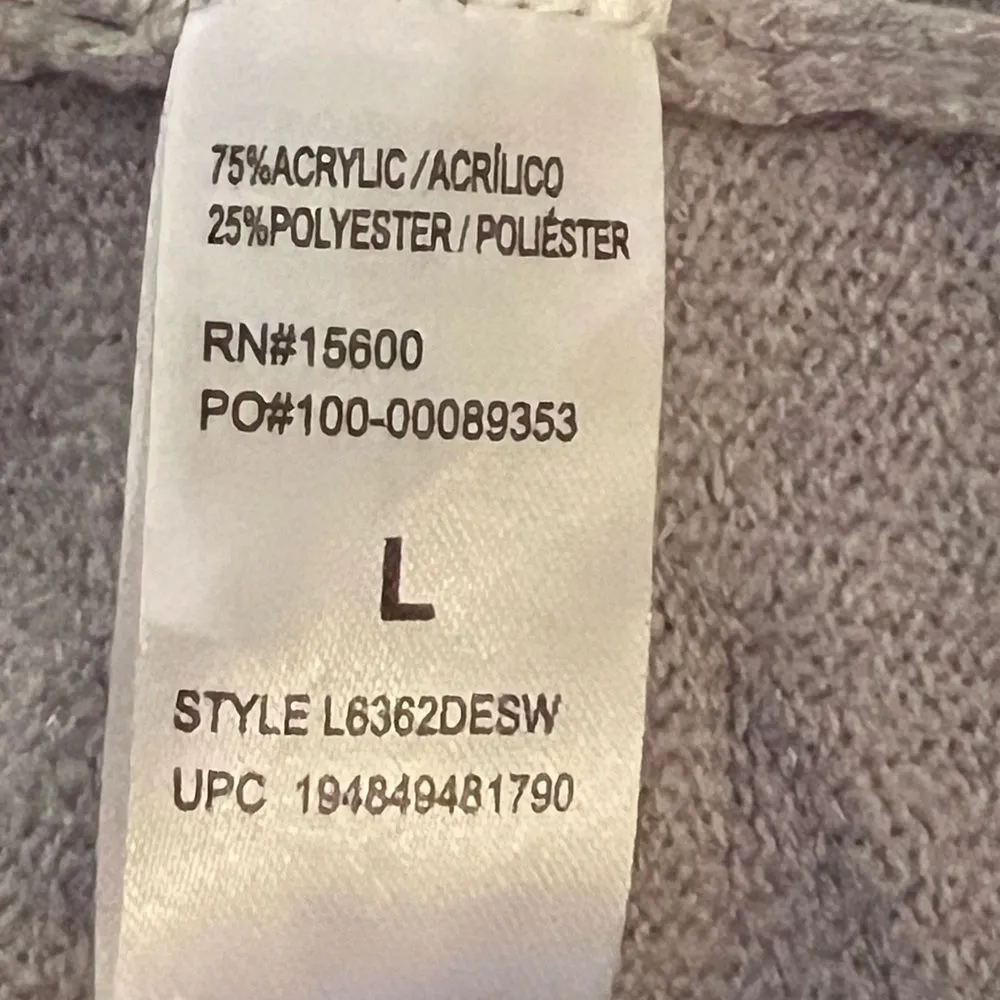 75%ACRYLIC/ACRÍLICO
25%POLYESTER/POLIÉSTER
RN#15600
PO#100-00089353
L
STYLE L6362DESW
UPC 194849481790